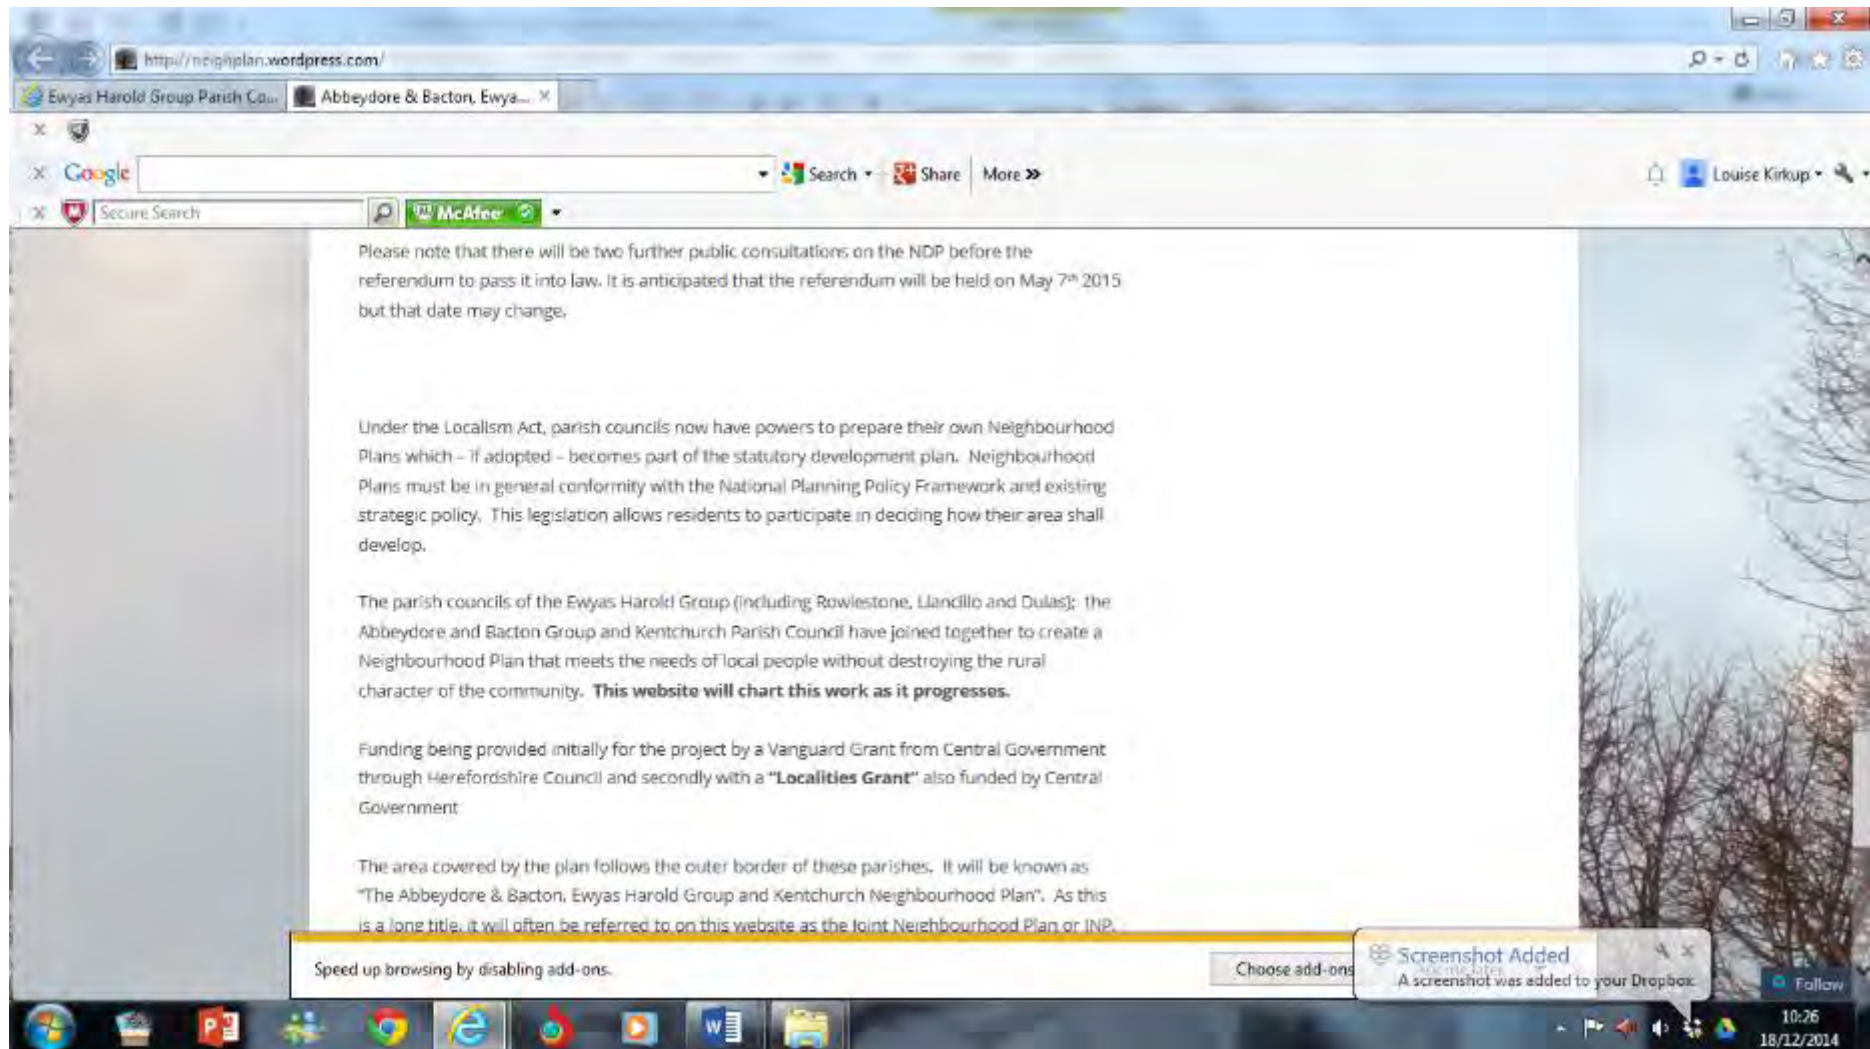 http://neighplan.wordpress.com/
Ewyas Harold Group Parish Co...
Abbeydore & Bacton, Ewya...
Google
Search
Share
More »
Louise Kirkup
Secure Search
McAfee
Please note that there will be two further public consultations on the NDP before the
referendum to pass it into law. It is anticipated that the referendum will be held on May 7th 2015
but that date may change.
Under the Localism Act, parish councils now have powers to prepare their own Neighbourhood
Plans which – if adopted – becomes part of the statutory development plan. Neighbourhood
Plans must be in general conformity with the National Planning Policy Framework and existing
strategic policy. This legislation allows residents to participate in deciding how their area shall
develop.
The parish councils of the Ewyas Harold Group (including Rowlestone, Llancillo and Dulas); the
Abbeydore and Bacton Group and Kentchurch Parish Council have joined together to create a
Neighbourhood Plan that meets the needs of local people without destroying the rural
character of the community. This website will chart this work as it progresses.
Funding being provided initially for the project by a Vanguard Grant from Central Government
through Herefordshire Council and secondly with a "Localities Grant" also funded by Central
Government
The area covered by the plan follows the outer border of these parishes. It will be known as
"The Abbeydore & Bacton, Ewyas Harold Group and Kentchurch Neighbourhood Plan". As this
is a long title, it will often be referred to on this website as the Joint Neighbourhood Plan or JNP.
Speed up browsing by disabling add-ons.
Choose add-ons
Screenshot Added
A screenshot was added to your Dropbox.
Follow
10:26
18/12/2014